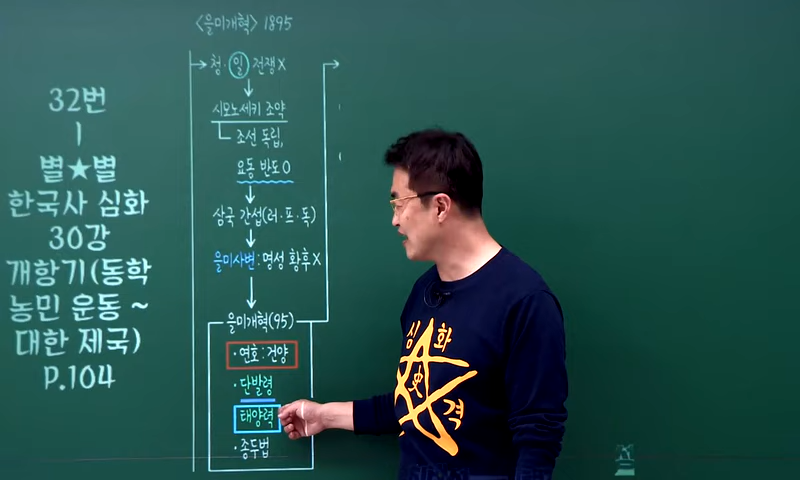 32번
|
별★별
한국사 심화
30강
개항기(동학
농민 운동 ~
대한 제국)
P.104
<을미개혁> 1895
→ 청·일 전쟁 X
시모노세키 조약
조선 독립,
요동 반도 O
삼국 간섭(러·프·독)
을미사변 : 명성 황후 X
을미개혁(95)
·연호 : 건양
·단발령
태양력
·종두법
심화
史
격